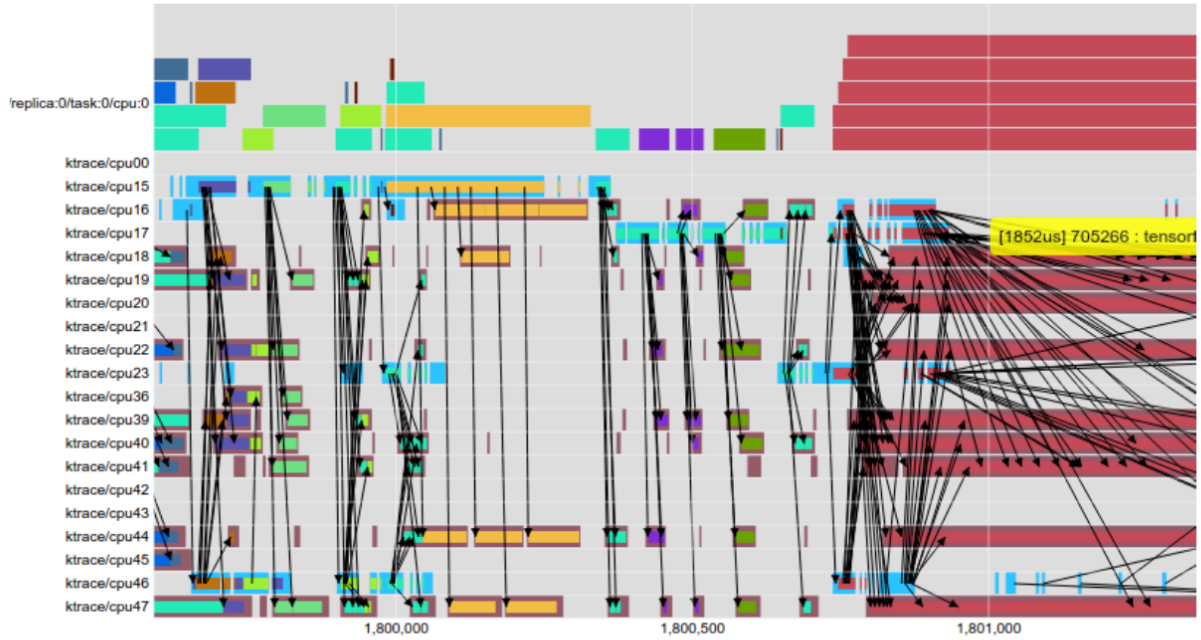 /replica:0/task:0/cpu:0
ktrace/cpu00
ktrace/cpu15
ktrace/cpu16
ktrace/cpu17
[1852us] 705266 : tensorf
ktrace/cpu18
ktrace/cpu19
ktrace/cpu20
ktrace/cpu21
ktrace/cpu22
ktrace/cpu23
ktrace/cpu36
ktrace/cpu39
ktrace/cpu40
ktrace/cpu41
ktrace/cpu42
ktrace/cpu43
ktrace/cpu44
ktrace/cpu45
ktrace/cpu46
ktrace/cpu47
1,800,000
1,800,500
1,801,000